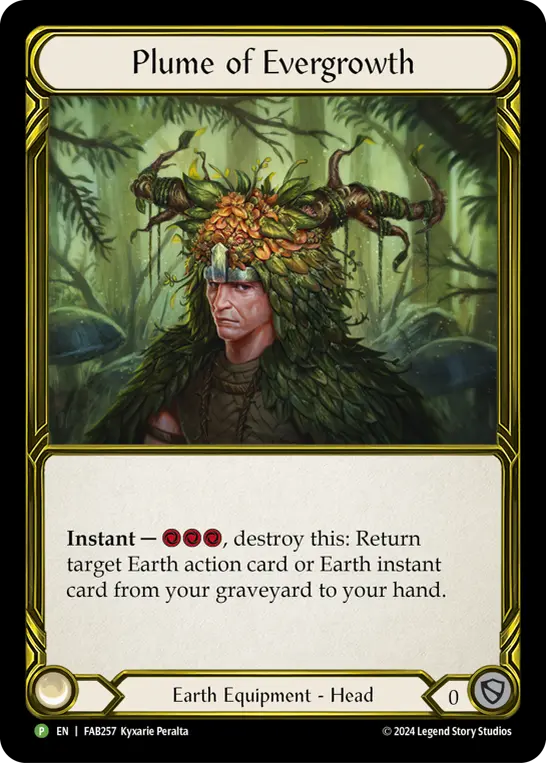 Plume of Evergrowth
Instant — , destroy this: Return
target Earth action card or Earth instant
card from your graveyard to your hand.
Earth Equipment - Head
0
P EN | FAB257 Kyxarie Peralta
© 2024 Legend Story Studios